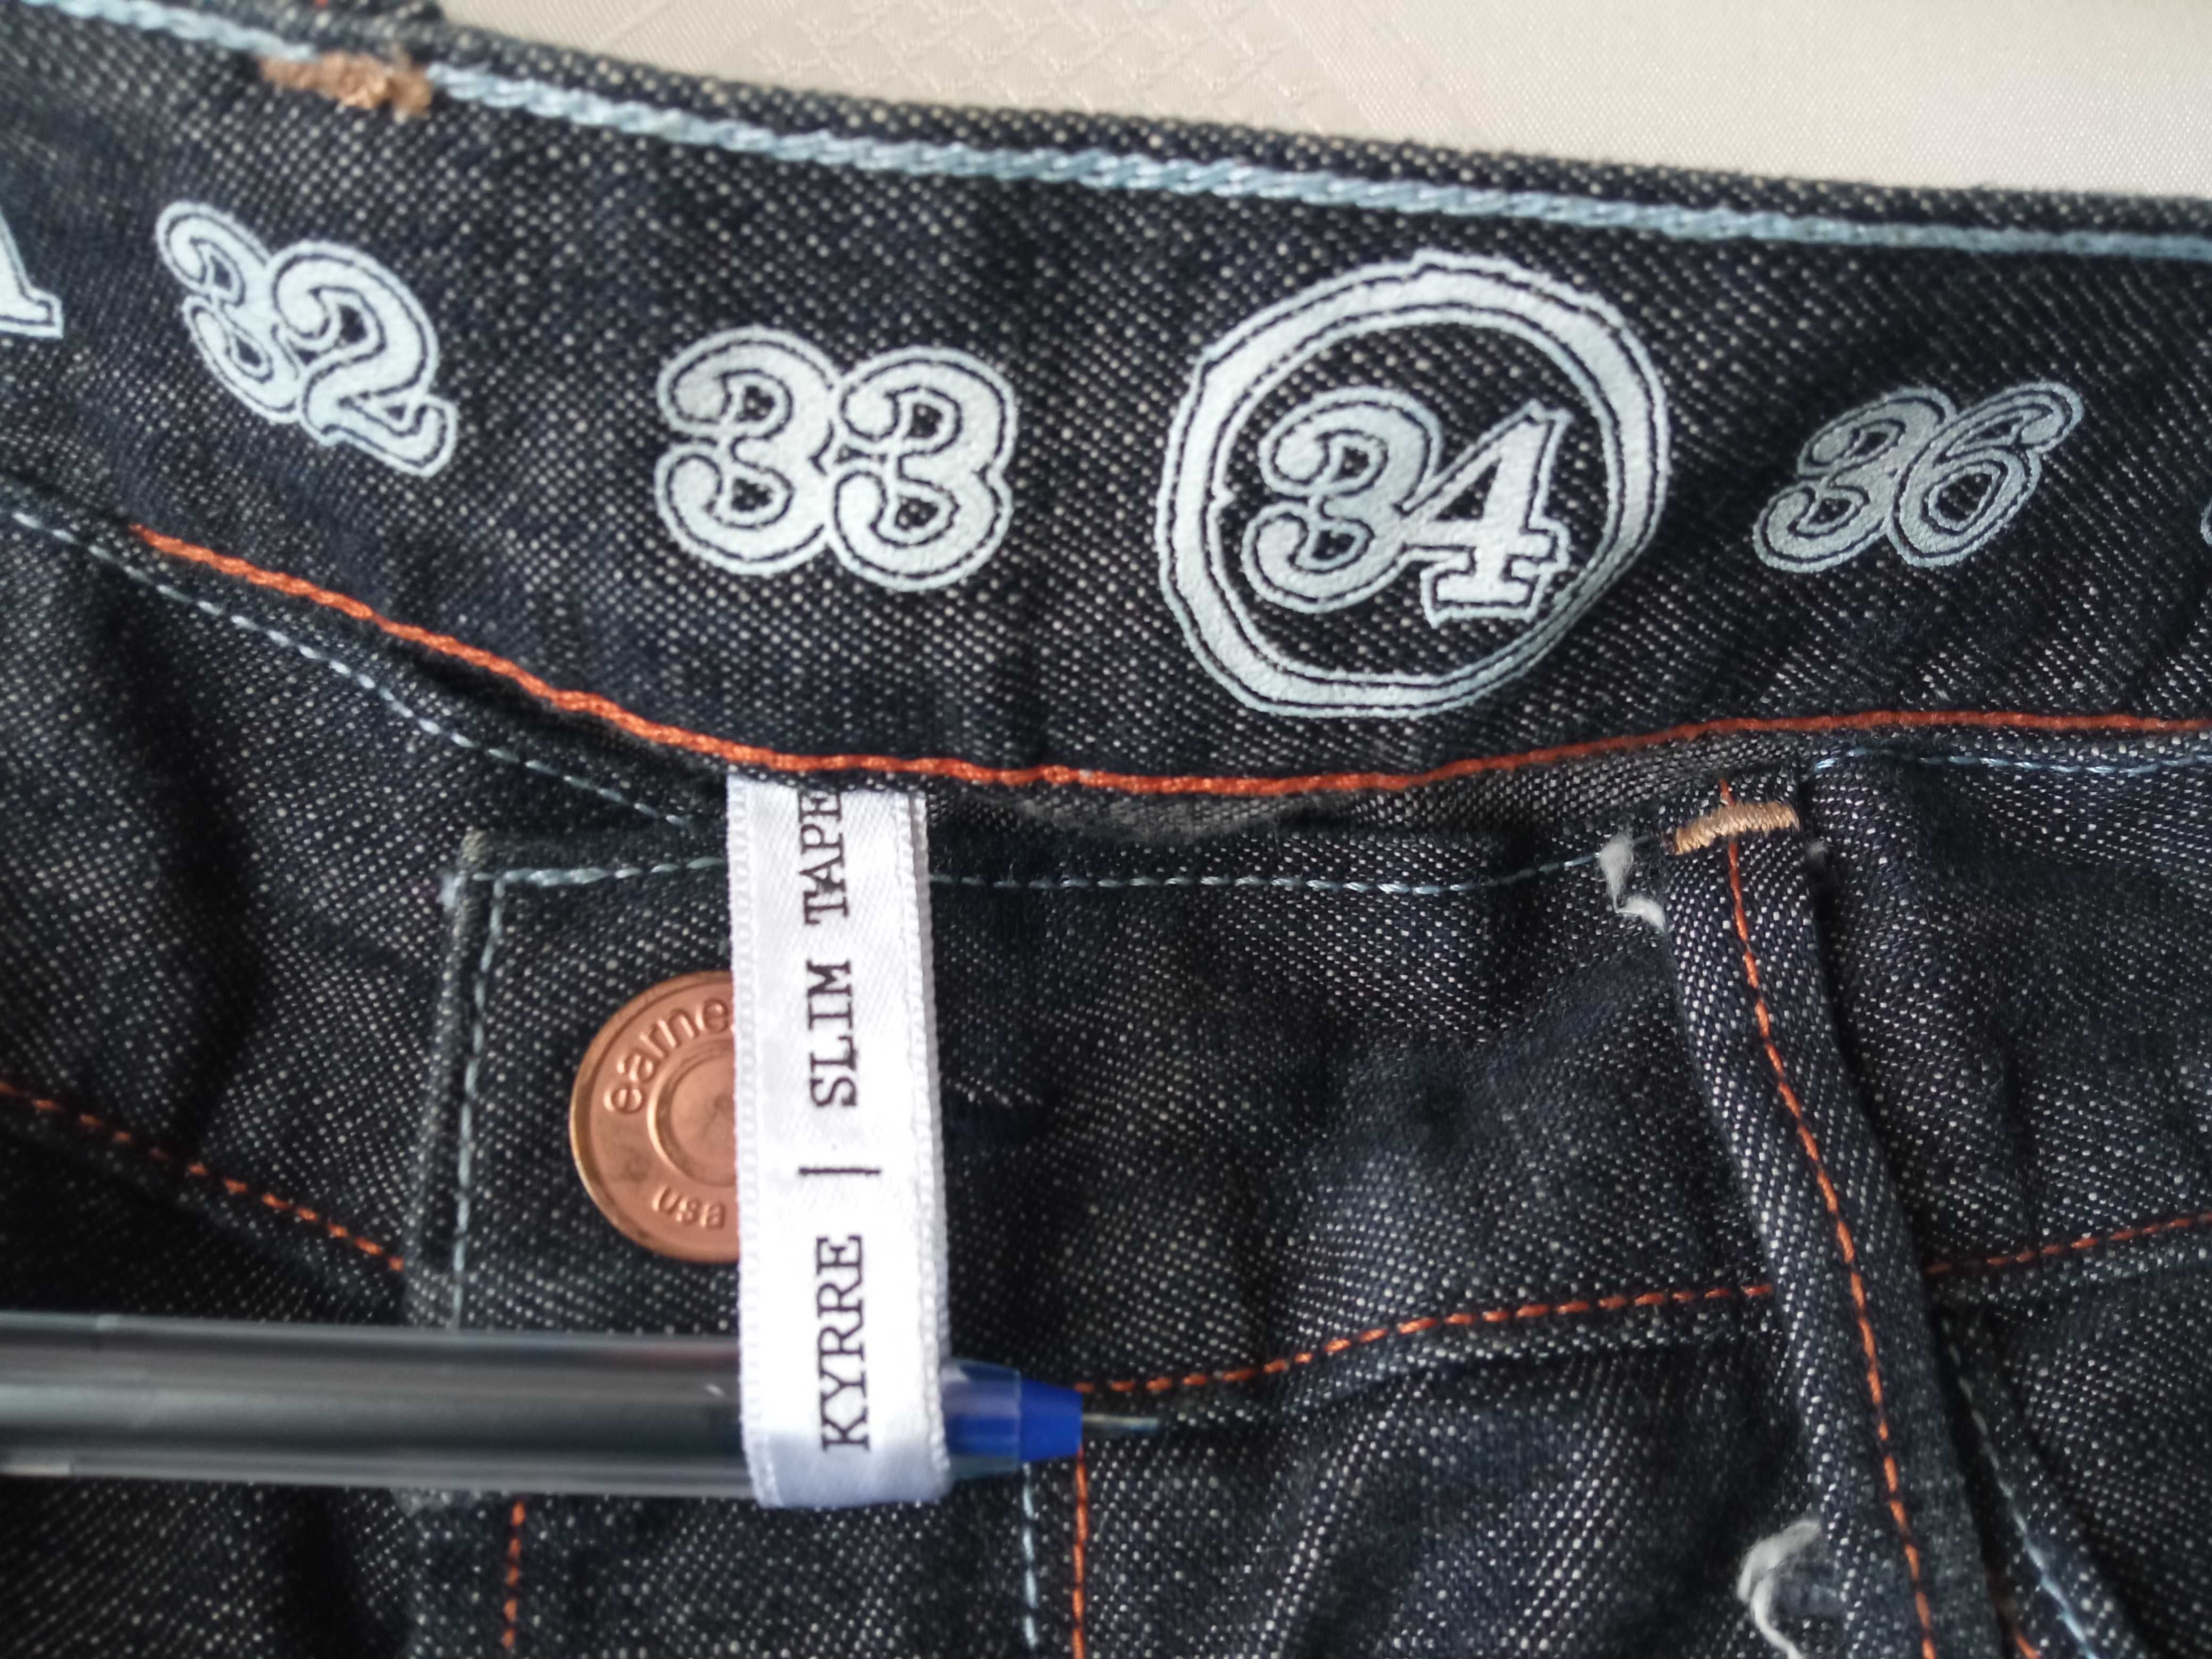 32 33 34 36
KYRRE | SLIM TAPE
earne
usa